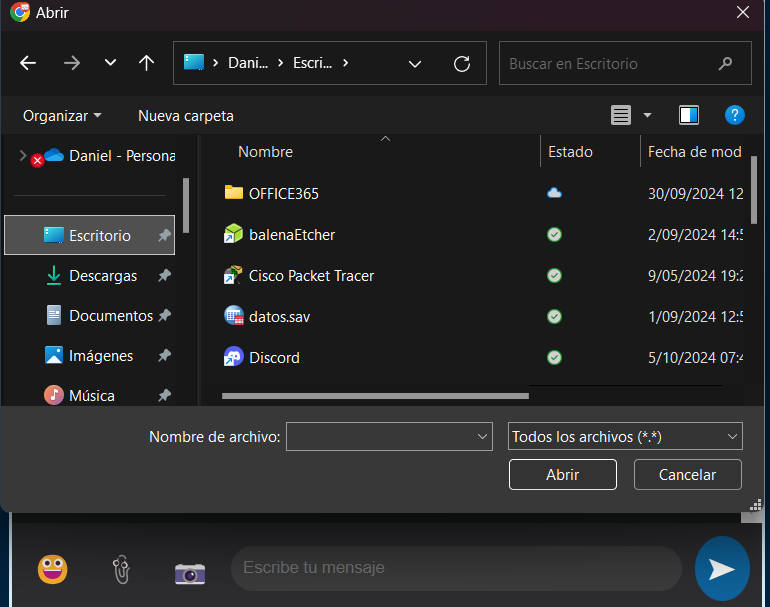 Abrir
Dani... Escri...
Buscar en Escritorio
Organizar
Nueva carpeta
?
Daniel - Persona
Escritorio
Descargas
Documentos
Imágenes
Música
Nombre Estado Fecha de mod
OFFICE365 30/09/2024 12
balenaEtcher 2/09/2024 14:5
Cisco Packet Tracer 9/05/2024 19:2
datos.sav 1/09/2024 12:5
Discord 5/10/2024 07:4
Nombre de archivo:
Todos los archivos (*.*)
Abrir
Cancelar
Escribe tu mensaje